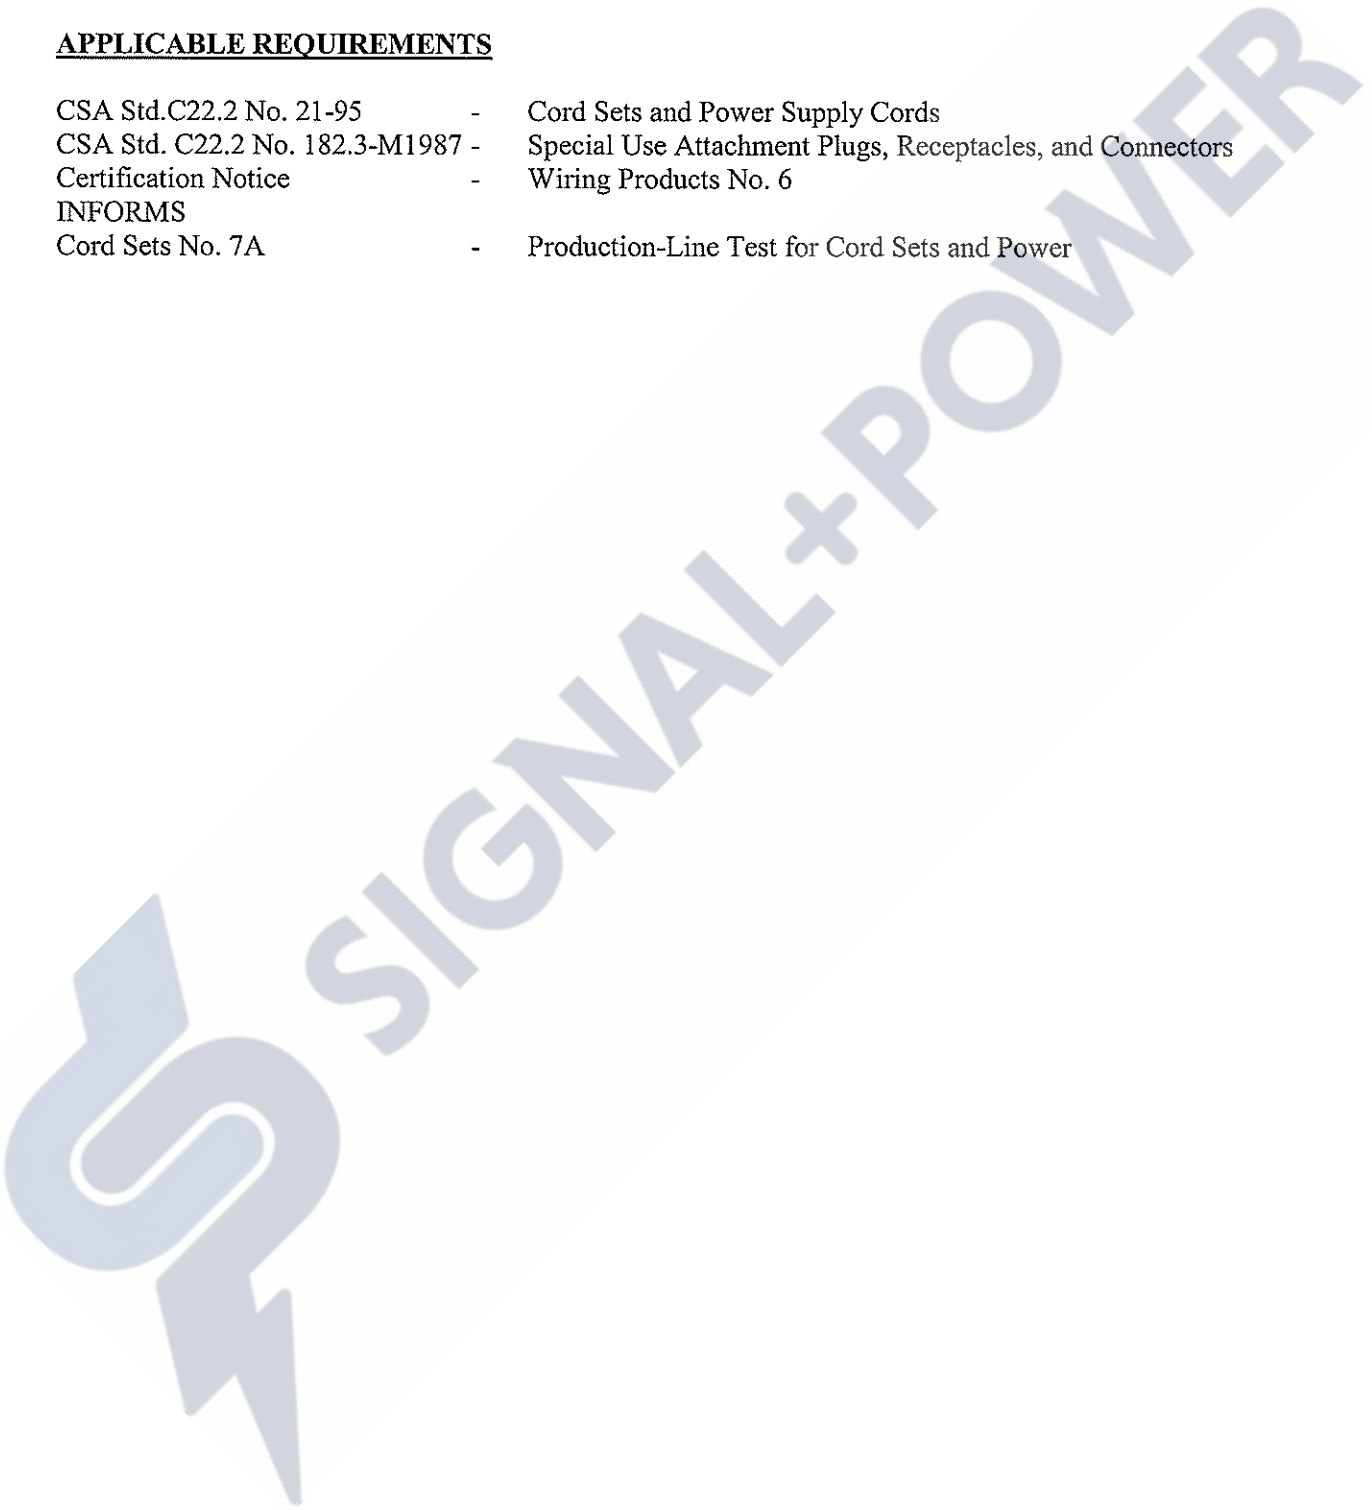 APPLICABLE REQUIREMENTS
CSA Std.C22.2 No. 21-95 - Cord Sets and Power Supply Cords
CSA Std. C22.2 No. 182.3-M1987 - Special Use Attachment Plugs, Receptacles, and Connectors
Certification Notice - Wiring Products No. 6
INFORMS
Cord Sets No. 7A - Production-Line Test for Cord Sets and Power
SIGNAL+POWER